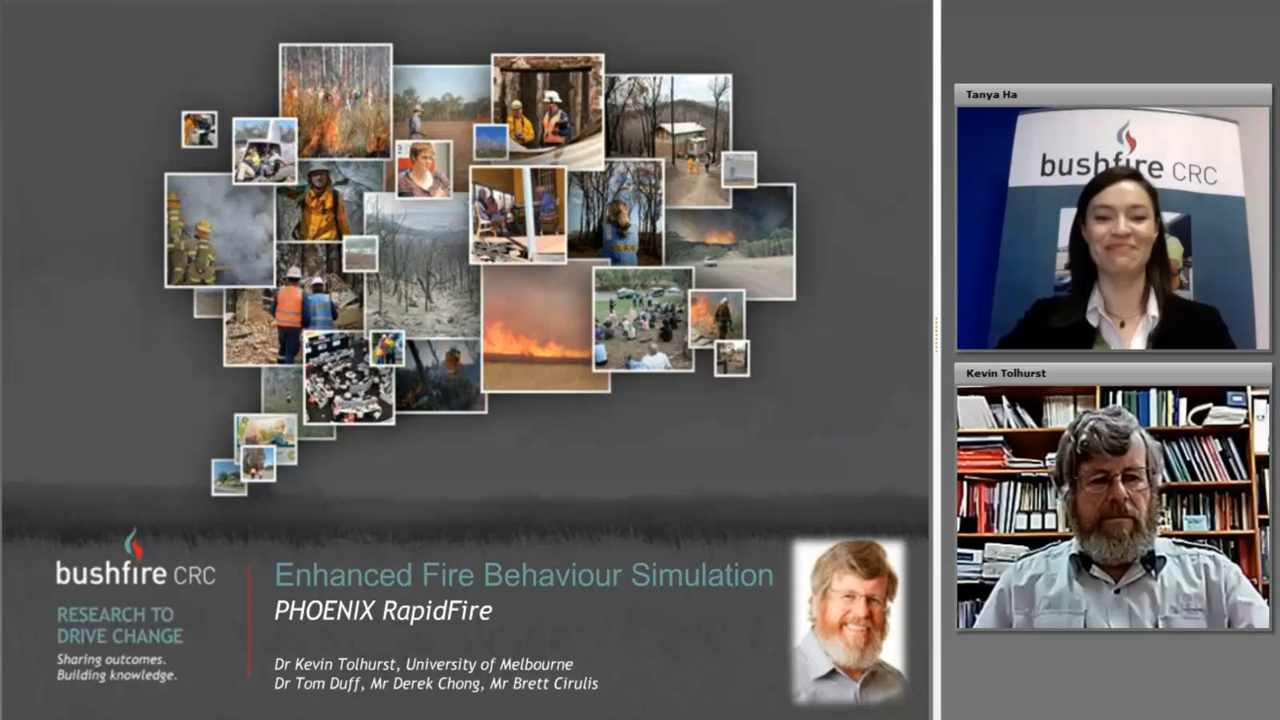 bushfire CRC
RESEARCH TO
DRIVE CHANGE
Sharing outcomes.
Building knowledge.
Enhanced Fire Behaviour Simulation
PHOENIX RapidFire
Dr Kevin Tolhurst, University of Melbourne
Dr Tom Duff, Mr Derek Chong, Mr Brett Cirulis
Tanya Ha
bushfire CRC
Kevin Tolhurst